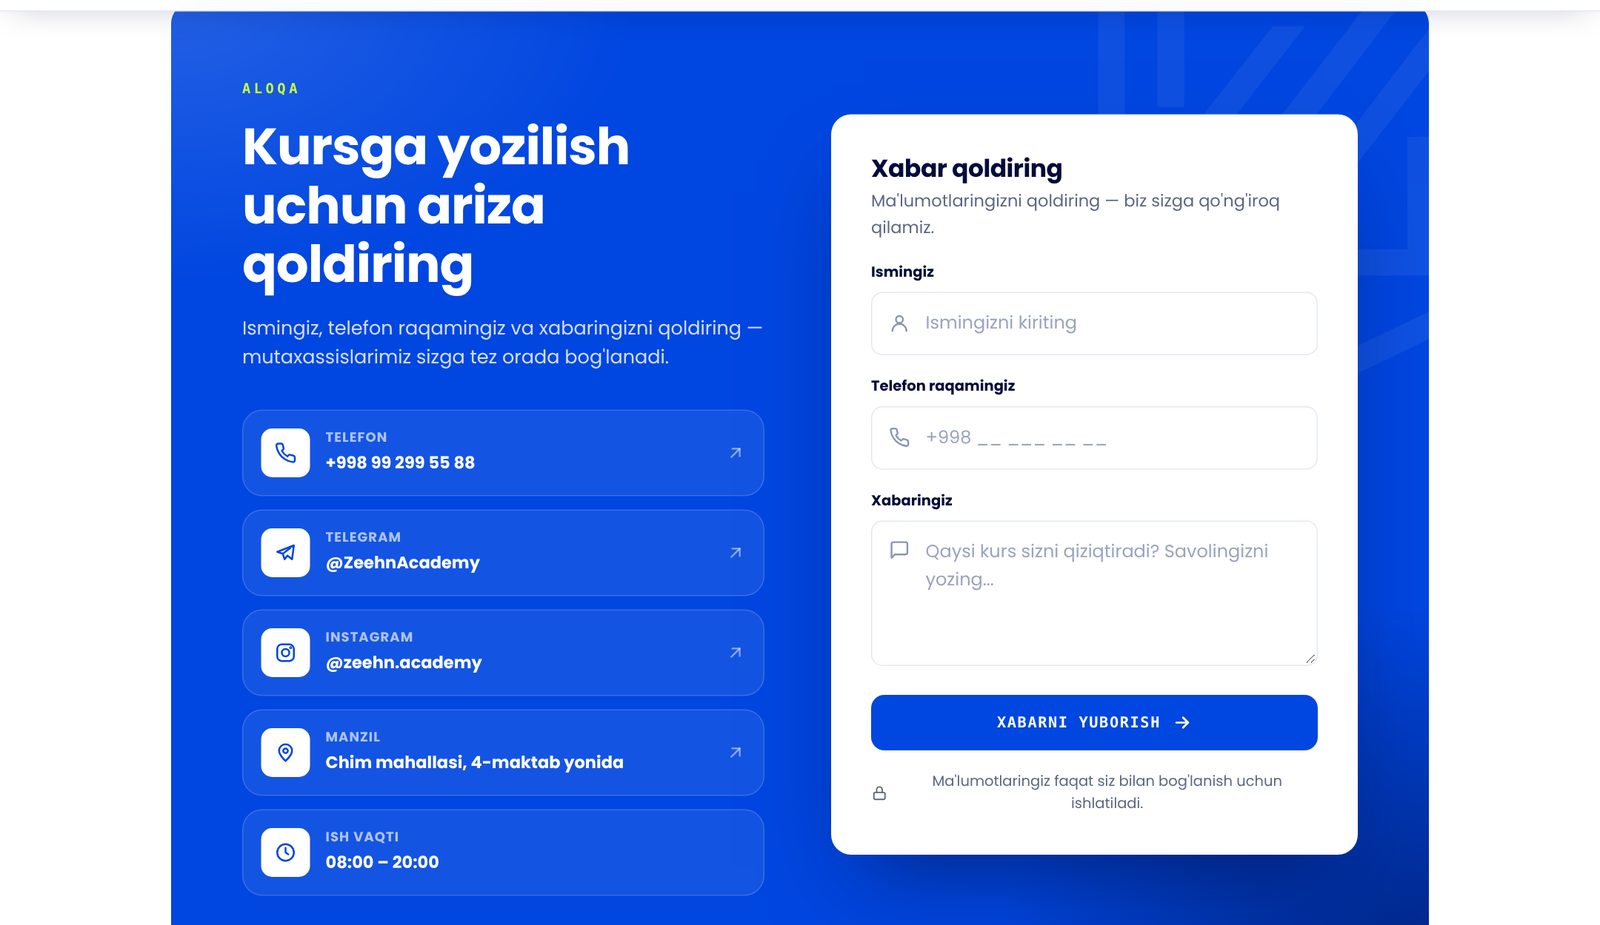 ALOQA
Kursga yozilish
uchun ariza
qoldiring
Ismingiz, telefon raqamingiz va xabaringizni qoldiring —
mutaxassislarimiz sizga tez orada bog'lanadi.
TELEFON
+998 99 299 55 88
TELEGRAM
@ZeehnAcademy
INSTAGRAM
@zeehn.academy
MANZIL
Chim mahallasi, 4-maktab yonida
ISH VAQTI
08:00 – 20:00
Xabar qoldiring
Ma'lumotlaringizni qoldiring — biz sizga qo'ng'iroq
qilamiz.
Ismingiz
Ismingizni kiriting
Telefon raqamingiz
+998 __ ___ __ __
Xabaringiz
Qaysi kurs sizni qiziqtiradi? Savolingizni
yozing...
XABARNI YUBORISH →
Ma'lumotlaringiz faqat siz bilan bog'lanish uchun
ishlatiladi.